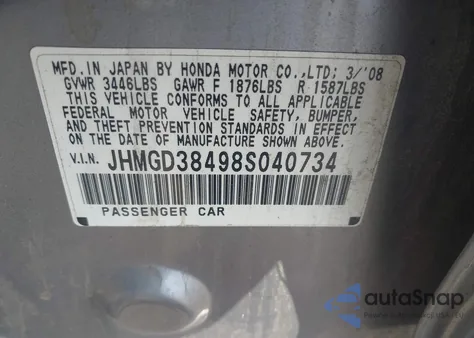 MFD. IN JAPAN BY HONDA MOTOR CO., LTD; 3/'08
GVWR 3446LBS GAWR F 1876LBS R 1587LBS
THIS VEHICLE CONFORMS TO ALL APPLICABLE
FEDERAL MOTOR VEHICLE SAFETY, BUMPER,
AND THEFT PREVENTION STANDARDS IN EFFECT
ON THE DATE OF MANUFACTURE SHOWN ABOVE.
V.I.N. JHMGD38498S040734
PASSENGER CAR
autoSnap